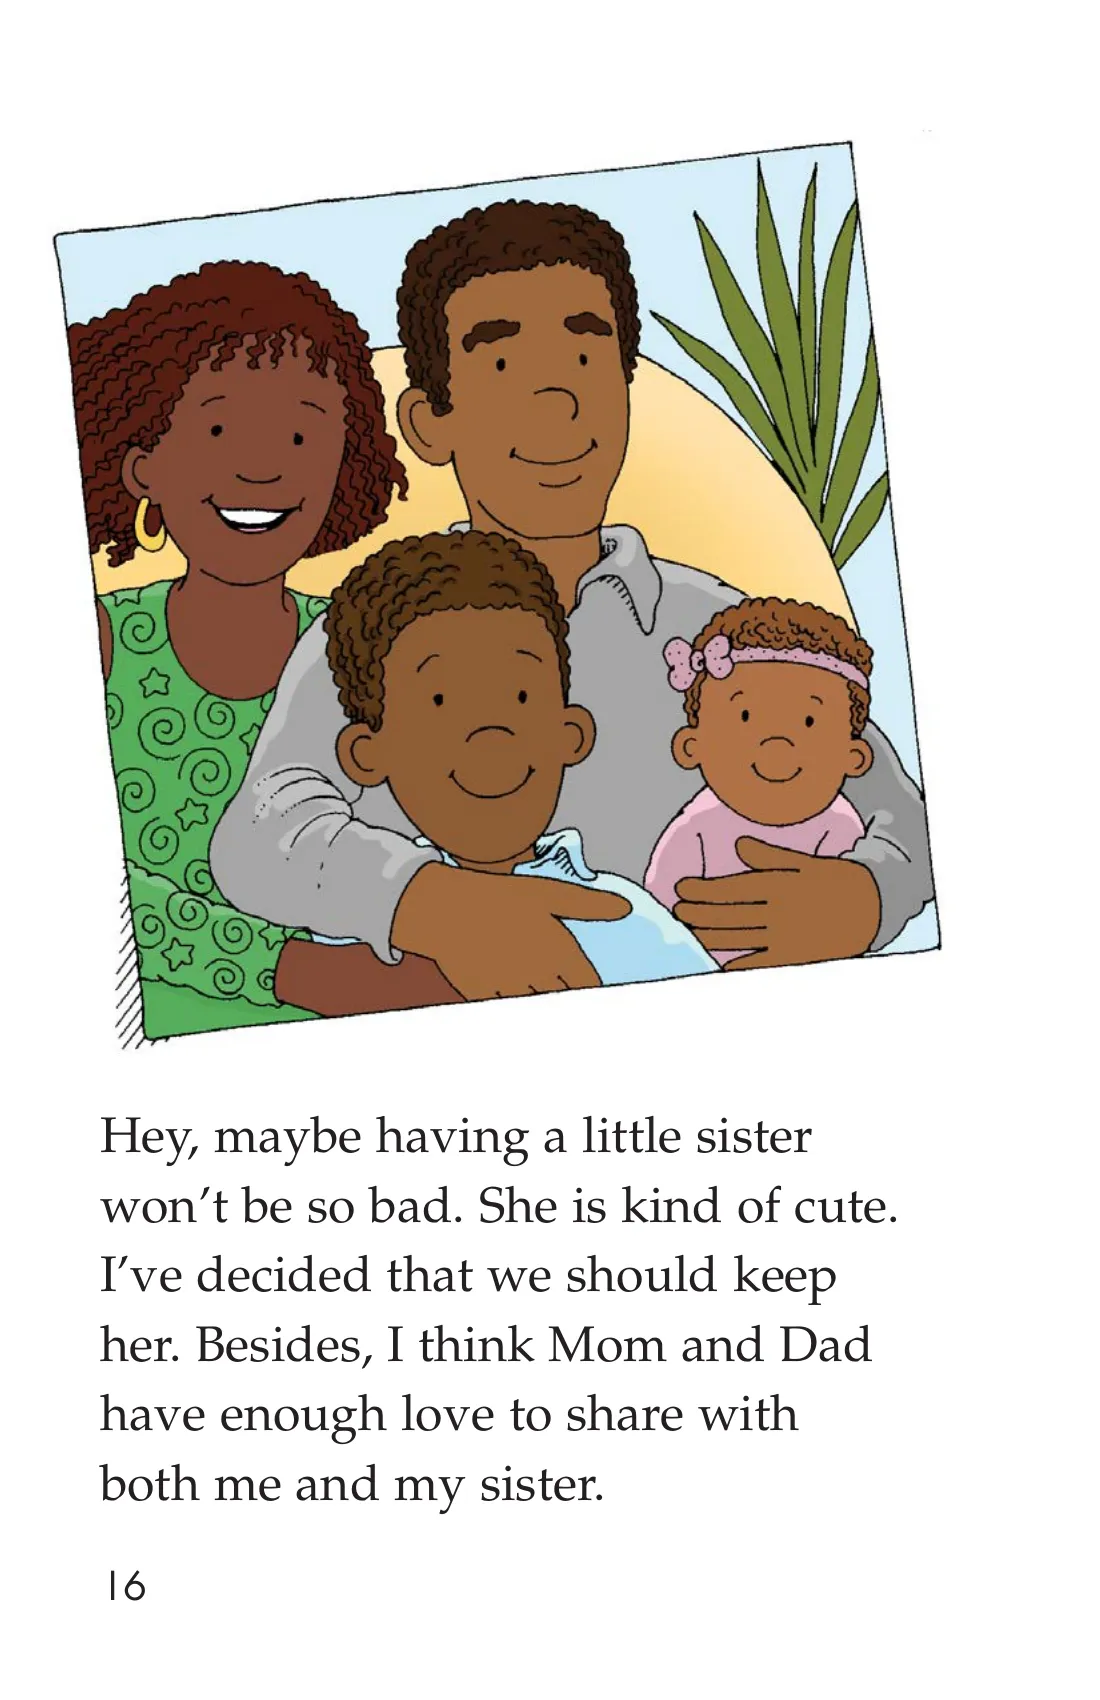 Hey, maybe having a little sister
won’t be so bad. She is kind of cute.
I’ve decided that we should keep
her. Besides, I think Mom and Dad
have enough love to share with
both me and my sister.
16